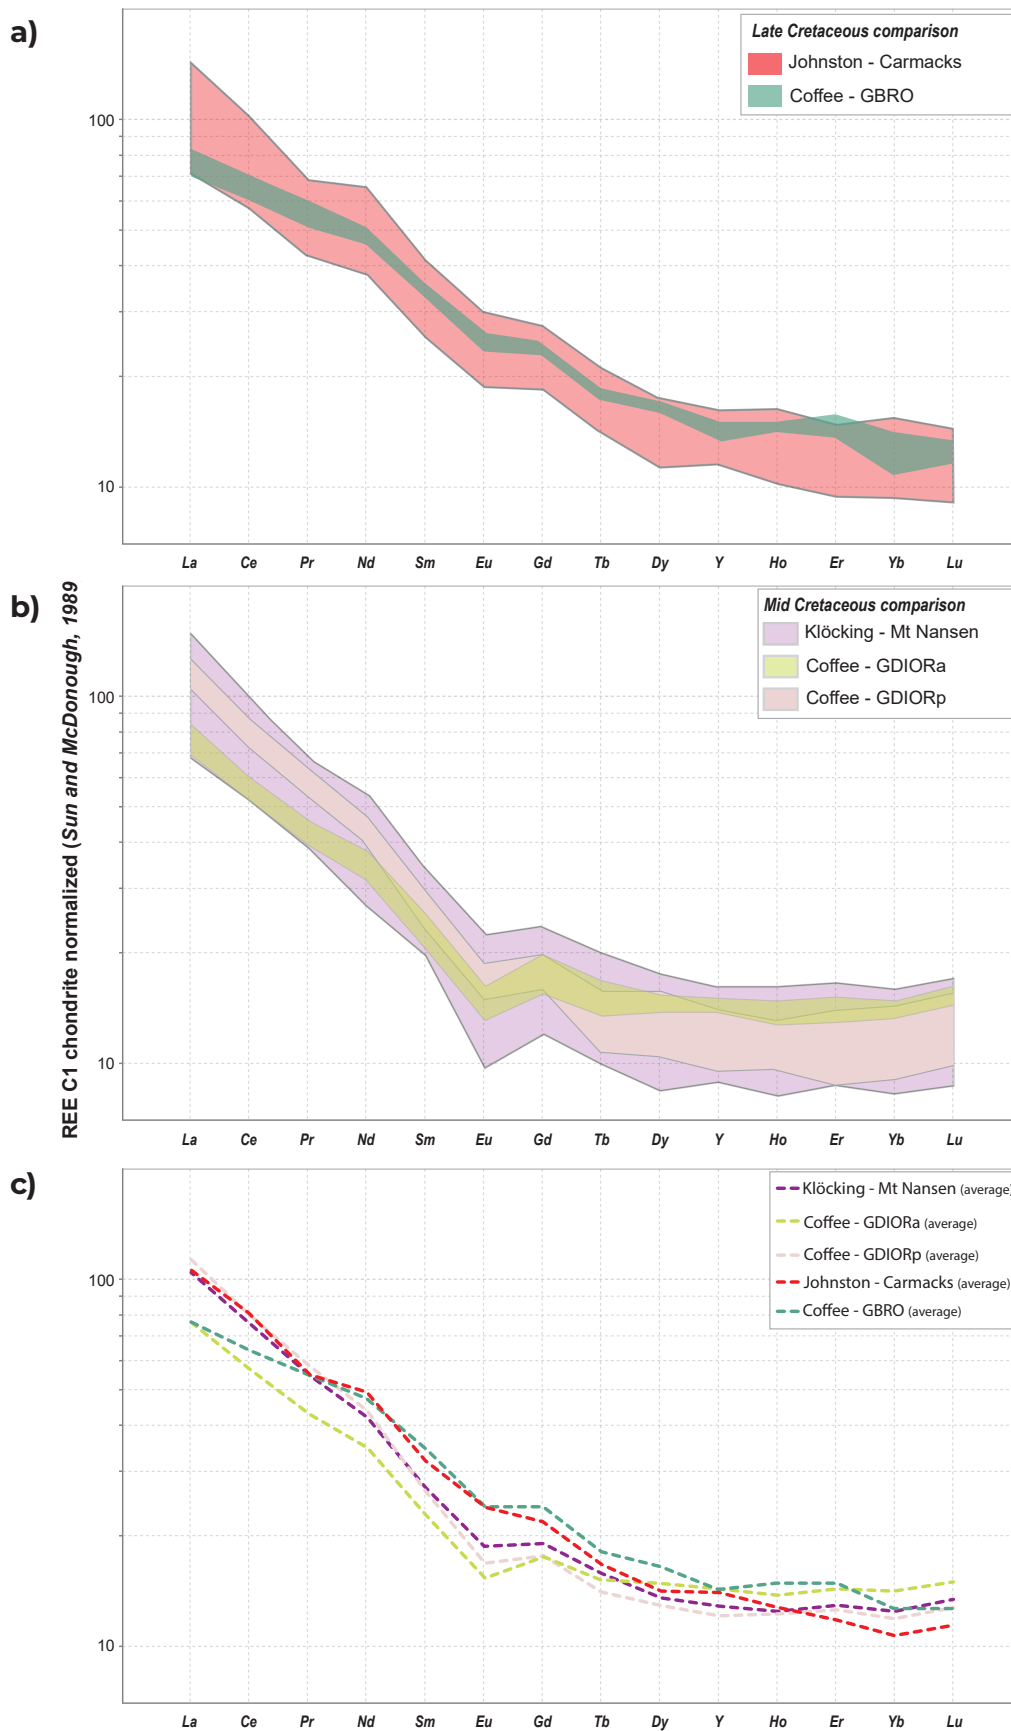 a)
Late Cretaceous comparison
Johnston - Carmacks
Coffee - GBRO
100
10
La Ce Pr Nd Sm Eu Gd Tb Dy Y Ho Er Yb Lu
REE C1 chondrite normalized (Sun and McDonough, 1989
b)
Mid Cretaceous comparison
Klöcking - Mt Nansen
Coffee - GDIORa
Coffee - GDIORp
100
10
La Ce Pr Nd Sm Eu Gd Tb Dy Y Ho Er Yb Lu
c)
Klöcking - Mt Nansen (average)
Coffee - GDIORa (average)
Coffee - GDIORp (average)
Johnston - Carmacks (average)
Coffee - GBRO (average)
100
10
La Ce Pr Nd Sm Eu Gd Tb Dy Y Ho Er Yb Lu